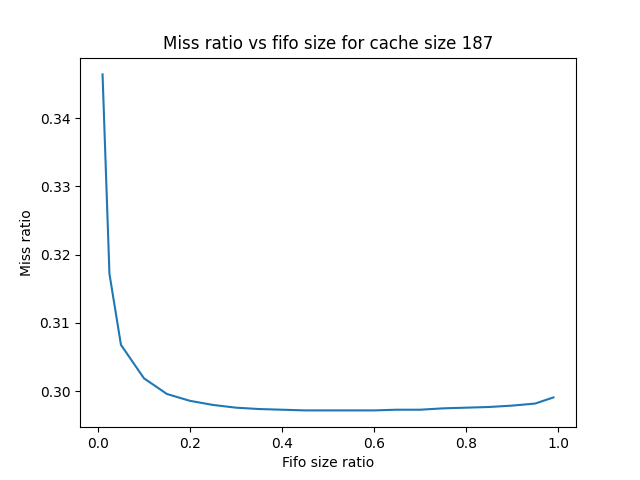 Miss ratio vs fifo size for cache size 187
Miss ratio
0.34
0.33
0.32
0.31
0.30
0.0 0.2 0.4 0.6 0.8 1.0
Fifo size ratio